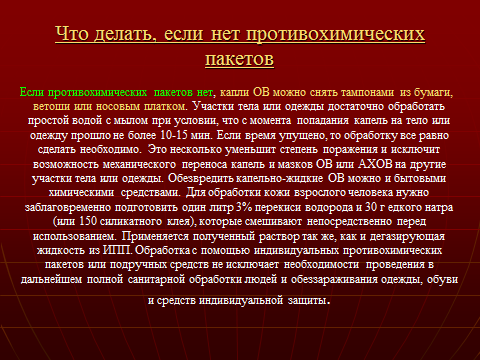 Что делать, если нет противохимических
пакетов
Если противохимических пакетов нет, капли ОВ можно снять тампонами из бумаги,
ветоши или носовым платком. Участки тела или одежды достаточно обработать
простой водой с мылом при условии, что с момента попадания капель на тело или
одежду прошло не более 10-15 мин. Если время упущено, то обработку все равно
сделать необходимо. Это несколько уменьшит степень поражения и исключит
возможность механического переноса капель и мазков ОВ или АХОВ на другие
участки тела или одежды. Обезвредить капельно-жидкие ОВ можно и бытовыми
химическими средствами. Для обработки кожи взрослого человека нужно
заблаговременно подготовить один литр 3% перекиси водорода и 30 г едкого натра
(или 150 силикатного клея), которые смешивают непосредственно перед
использованием. Применяется полученный раствор так же, как и дегазирующая
жидкость из ИПП. Обработка с помощью индивидуальных противохимических
пакетов или подручных средств не исключает необходимости проведения в
дальнейшем полной санитарной обработки людей и обеззараживания одежды, обуви
и средств индивидуальной защиты.